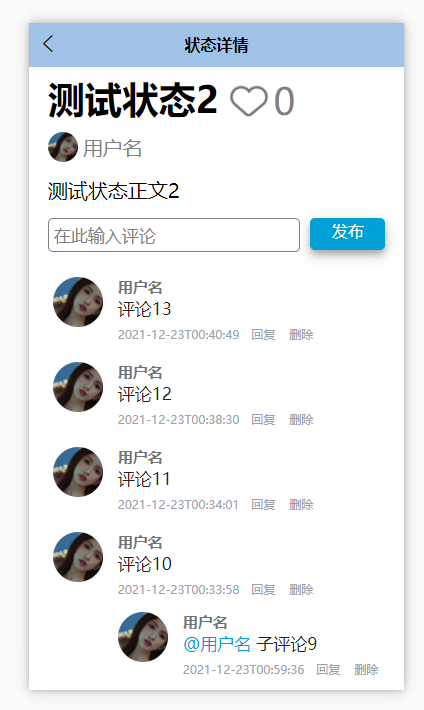 状态详情
测试状态2 0
用户名
测试状态正文2
在此输入评论 发布
用户名
评论13
2021-12-23T00:40:49 回复 删除
用户名
评论12
2021-12-23T00:38:30 回复 删除
用户名
评论11
2021-12-23T00:34:01 回复 删除
用户名
评论10
2021-12-23T00:33:58 回复 删除
用户名
@用户名 子评论9
2021-12-23T00:59:36 回复 删除